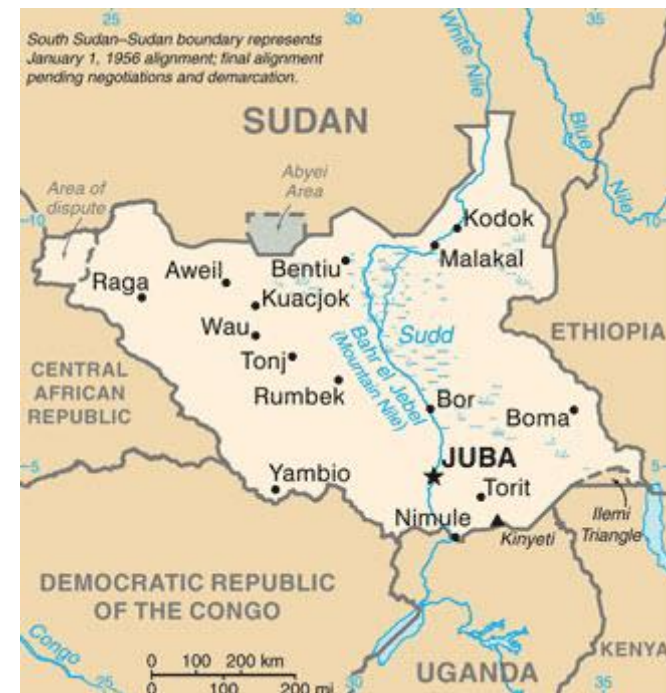 25
30
35
South Sudan–Sudan boundary represents
January 1, 1956 alignment; final alignment
pending negotiations and demarcation.
White Nile
Blue
Nile
SUDAN
Area of
dispute
Abyei
Area
10
10
Kodok
Malakal
Bentiu
Aweil
Raga
Kuacjok
Wau
Tonj
Rumbek
Sudd
Bahr el Jebel
(Mountain Nile)
ETHIOPIA
CENTRAL
AFRICAN
REPUBLIC
Bor
Boma
JUBA
5
5
Yambio
Torit
Nimule
Kinyeti
Ilemi
Triangle
DEMOCRATIC REPUBLIC
OF THE CONGO
Congo
UGANDA
KENYA
0 100 200 km
0 100 200 mi
25
30
35